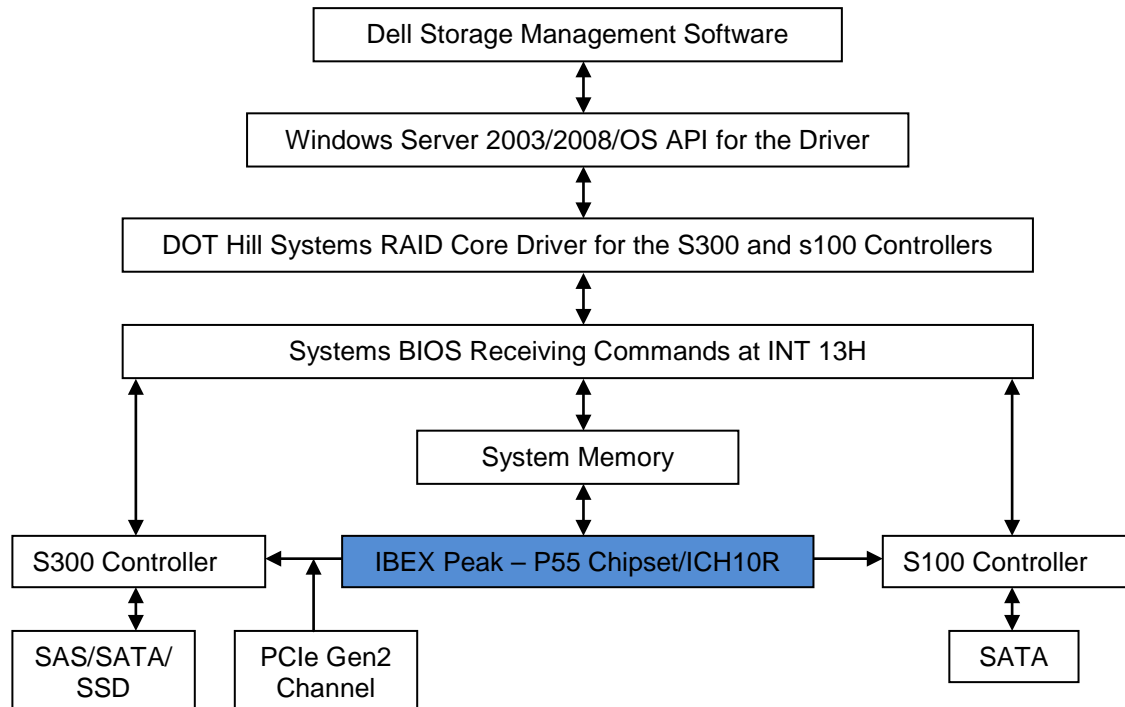 Dell Storage Management Software
Windows Server 2003/2008/OS API for the Driver
DOT Hill Systems RAID Core Driver for the S300 and s100 Controllers
Systems BIOS Receiving Commands at INT 13H
System Memory
S300 Controller
IBEX Peak – P55 Chipset/ICH10R
S100 Controller
SAS/SATA/
SSD
PCIe Gen2
Channel
SATA